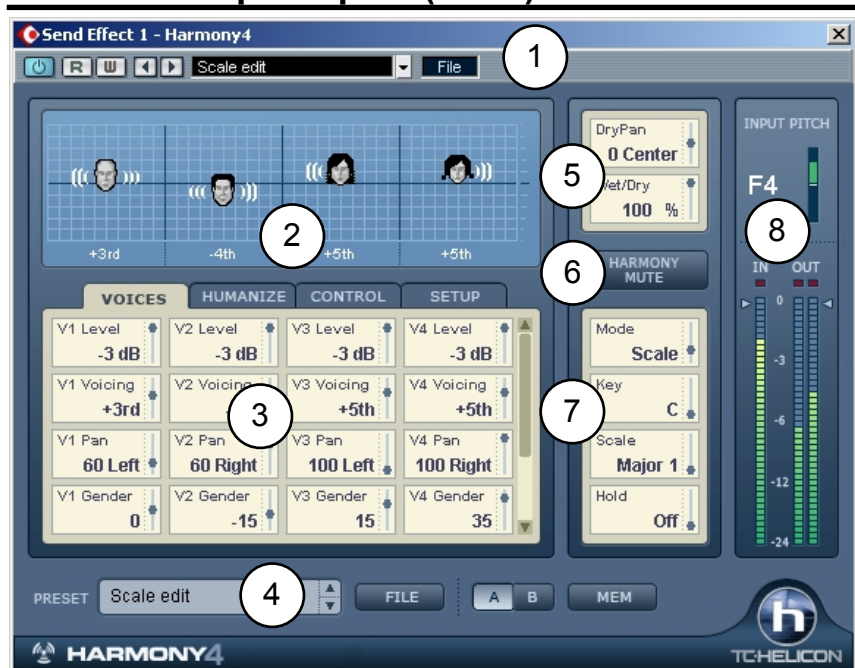 Send Effect 1 - Harmony4
R W Scale edit File
1
+3rd -4th +5th +5th
2
VOICES HUMANIZE CONTROL SETUP
V1 Level V2 Level V3 Level V4 Level
-3 dB -3 dB -3 dB -3 dB
V1 Voicing V2 Voicing V3 Voicing V4 Voicing
+3rd +5th +5th
3
V1 Pan V2 Pan V3 Pan V4 Pan
60 Left 60 Right 100 Left 100 Right
V1 Gender V2 Gender V3 Gender V4 Gender
0 -15 15 35
DryPan
0 Center
5
Wet/Dry
100 %
6
HARMONY
MUTE
Mode
Scale
Key
C
7
Scale
Major 1
Hold
Off
INPUT PITCH
F4
8
IN OUT
0
-3
-6
-12
-24
PRESET Scale edit 4 FILE A B MEM
h
HARMONY4 TC·HELICON